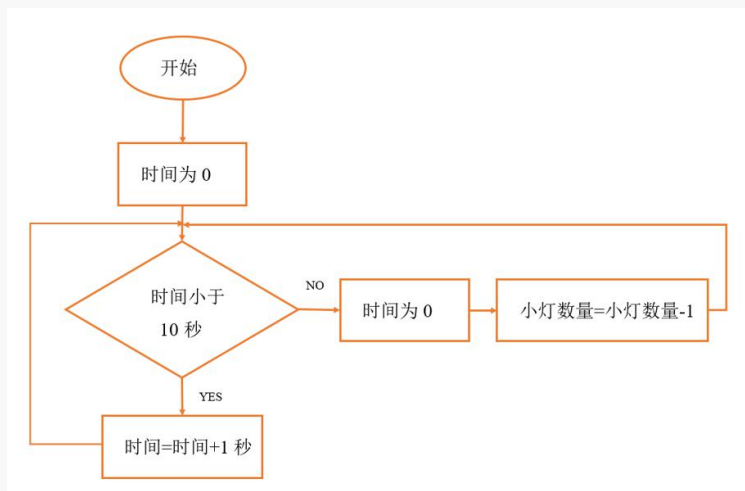 开始
时间为 0
时间小于
10 秒
NO
时间为 0
小灯数量=小灯数量-1
YES
时间=时间+1 秒